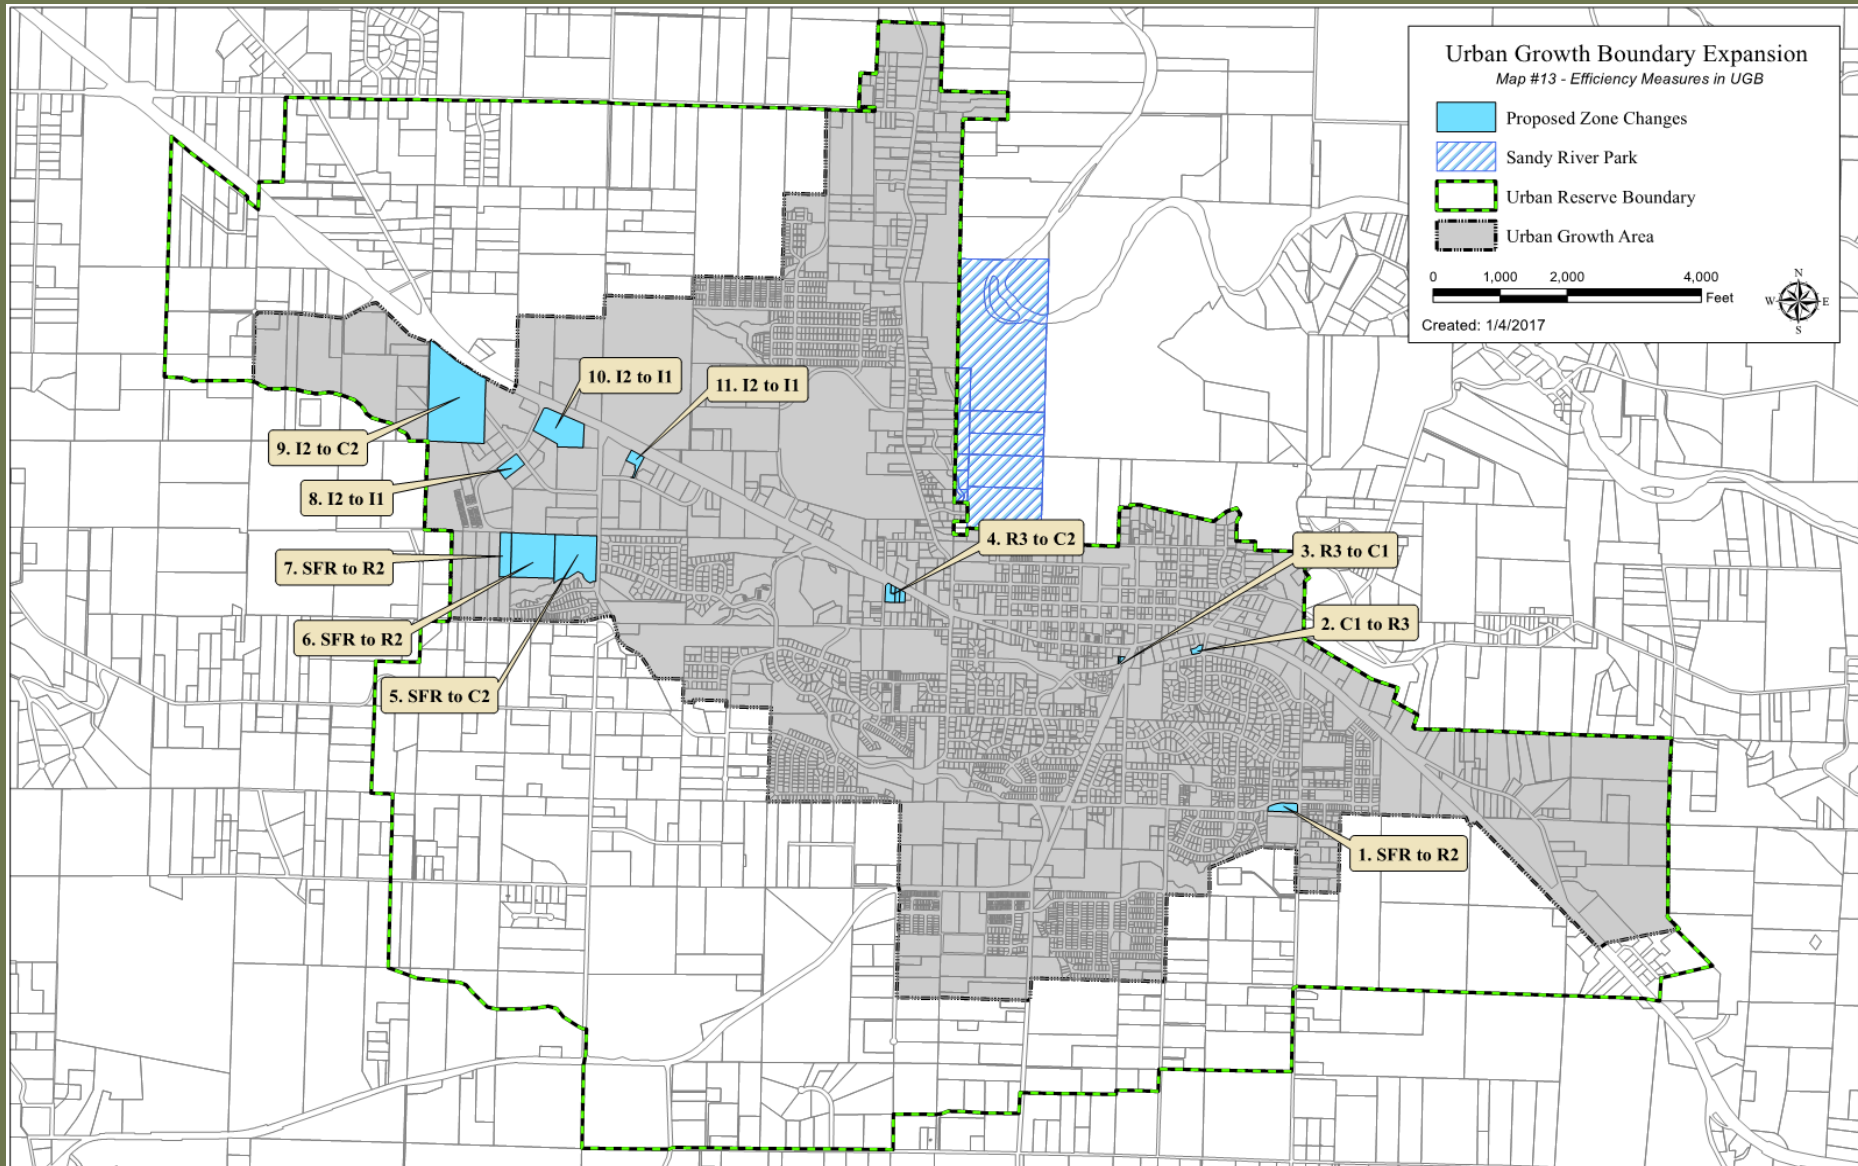 Urban Growth Boundary Expansion
Map #13 - Efficiency Measures in UGB
Proposed Zone Changes
Sandy River Park
Urban Reserve Boundary
Urban Growth Area
0 1,000 2,000 4,000
Feet
N
W E
S
Created: 1/4/2017
10. I2 to I1
11. I2 to I1
9. I2 to C2
8. I2 to I1
4. R3 to C2
3. R3 to C1
7. SFR to R2
2. C1 to R3
6. SFR to R2
5. SFR to C2
1. SFR to R2